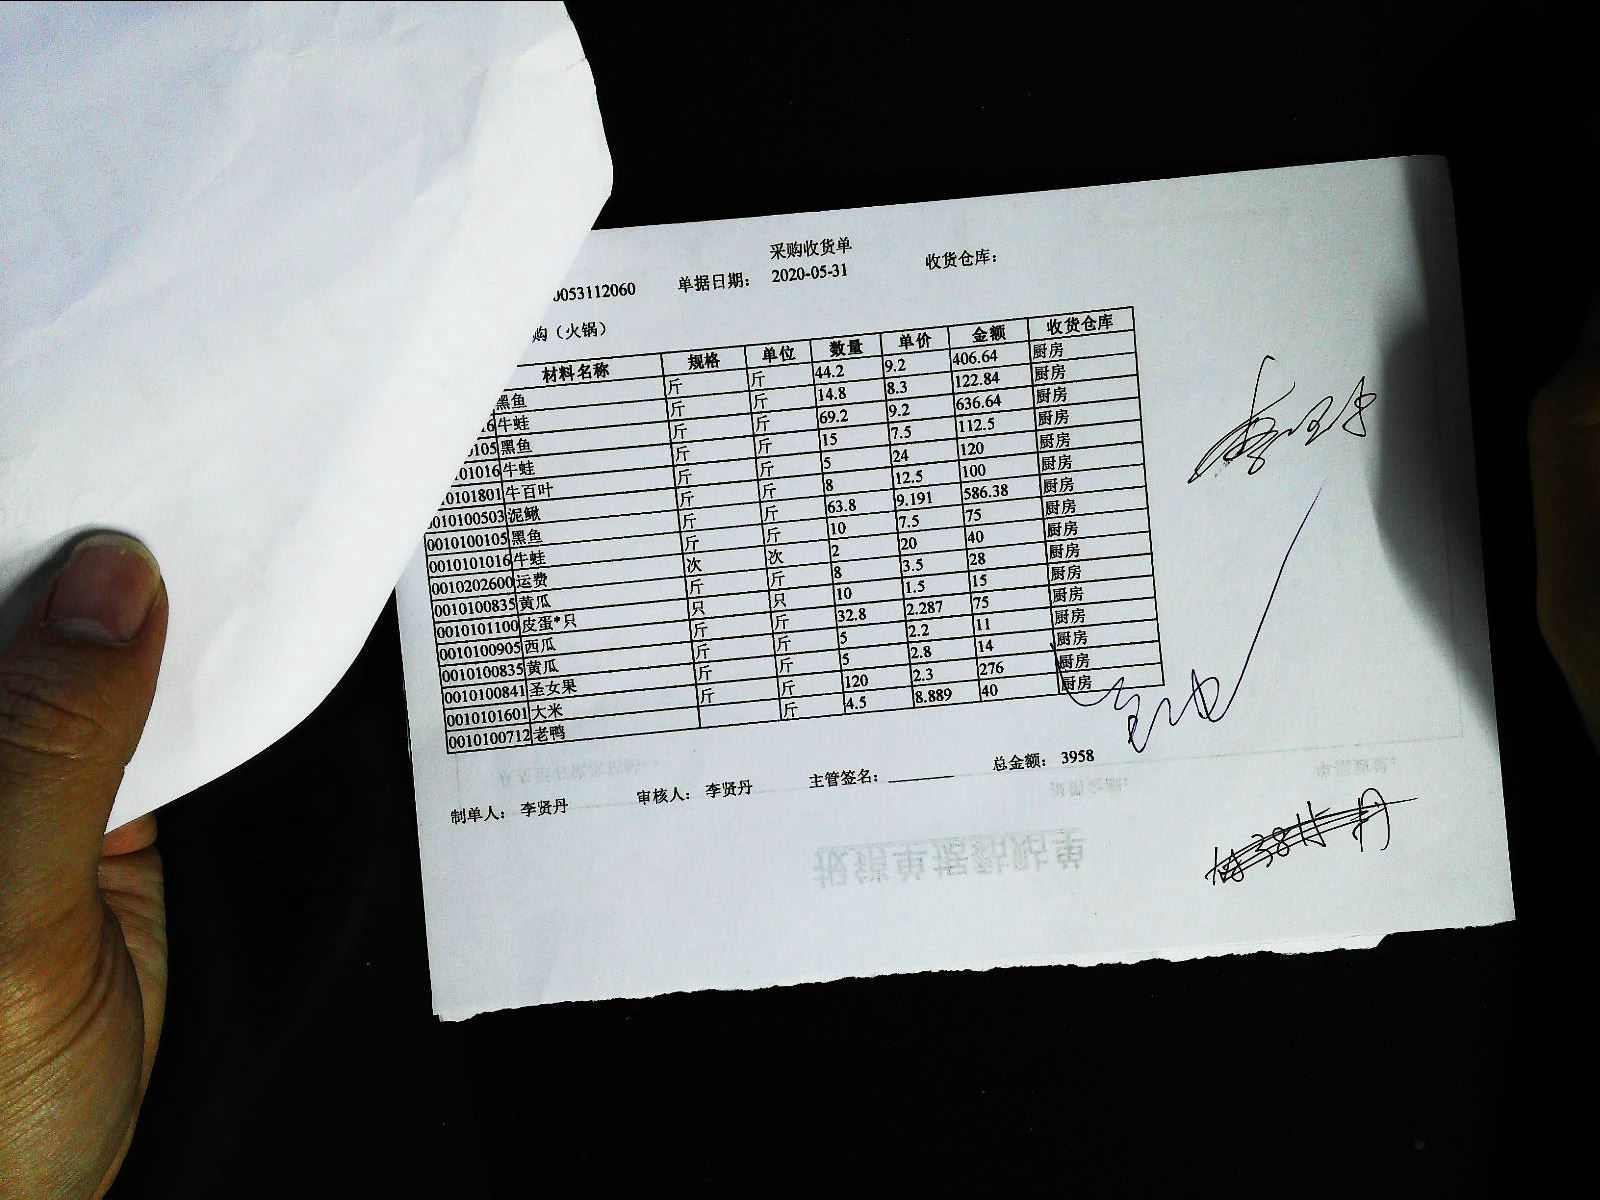 采购收货单
053112060 单据日期： 2020-05-31 收货仓库：
购（火锅）
材料名称 规格 单位 数量 单价 金额 收货仓库
黑鱼 斤 斤 44.2 9.2 406.64 厨房
16 牛蛙 斤 斤 14.8 8.3 122.84 厨房
105 黑鱼 斤 斤 69.2 9.2 636.64 厨房
101016 牛蛙 斤 斤 15 7.5 112.5 厨房
0101801 牛百叶 斤 斤 5 24 120 厨房
010100503 泥鳅 斤 斤 8 12.5 100 厨房
0010100105 黑鱼 斤 斤 63.8 9.191 586.38 厨房
0010101016 牛蛙 斤 斤 10 7.5 75 厨房
0010202600 运费 次 次 2 20 40 厨房
0010100835 黄瓜 斤 斤 8 3.5 28 厨房
0010101100 皮蛋*只 只 只 10 1.5 15 厨房
0010100905 西瓜 斤 斤 32.8 2.287 75 厨房
0010100835 黄瓜 斤 斤 5 2.2 11 厨房
0010100841 圣女果 斤 斤 5 2.8 14 厨房
0010101601 大米 斤 斤 120 2.3 276 厨房
0010100712 老鸭 斤 4.5 8.889 40 厨房
制单人： 李贤丹 审核人： 李贤丹 主管签名： 总金额： 3958
报销单据粘贴单